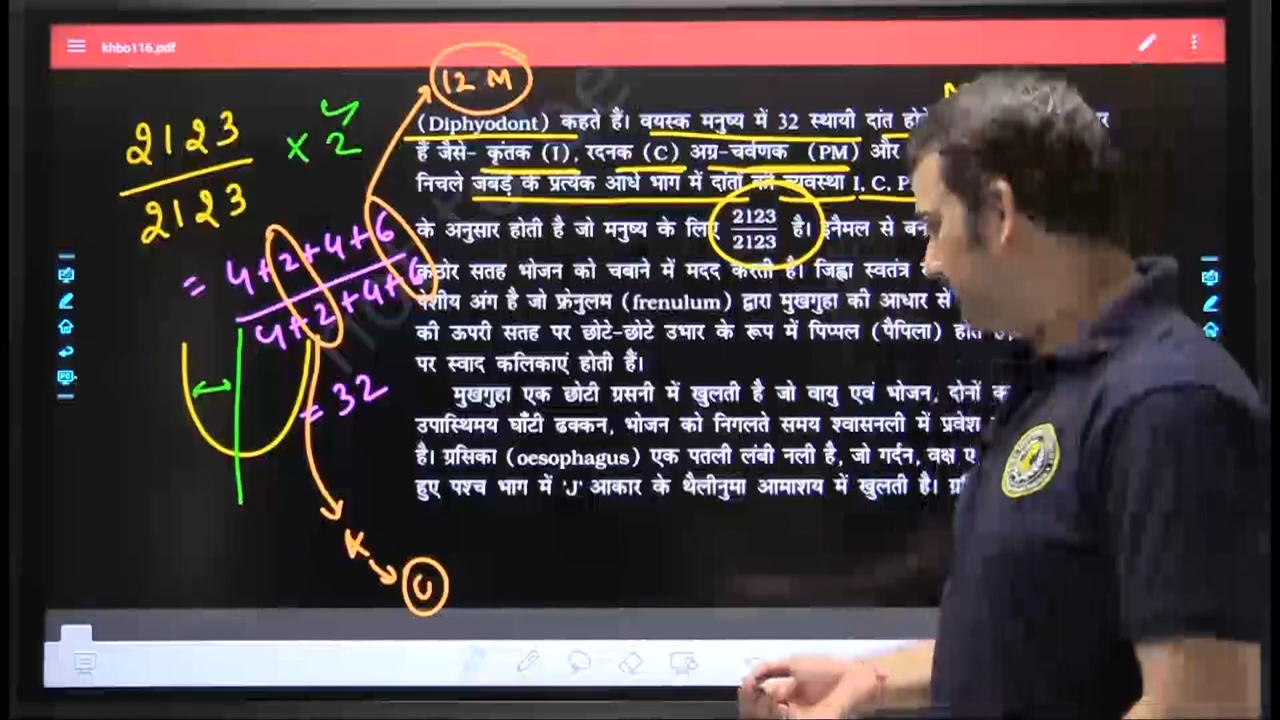 khbo116.pdf
12 M
2123
2123
× 2
= 4+2+4+6
4+2+4+6
= 32
K
(Diphyodont) कहते हैं। वयस्क मनुष्य में 32 स्थायी दांत
हैं जैसे- कृंतक (I), रदनक (C) अग्र-चर्वणक (PM) और
निचले जबड़े के प्रत्येक आधे भाग में दांतों की व्यवस्था I, C,
के अनुसार होती है जो मनुष्य के लिए 2123/2123 है। इनैमल से
कठोर सतह भोजन को चबाने में मदद करती है। जिह्वा स्वतंत्र
पेशीय अंग है जो फ्रेनुलम (frenulum) द्वारा मुखगुहा की आधार से
की ऊपरी सतह पर छोटे-छोटे उभार के रूप में पिप्पल (पैपिला)
पर स्वाद कलिकाएं होती हैं।
मुखगुहा एक छोटी ग्रसनी में खुलती है जो वायु एवं भोजन, दोनों
उपास्थिमय घाँटी ढक्कन, भोजन को निगलते समय श्वासनली में प्रवेश
है। ग्रसिका (oesophagus) एक पतली लंबी नली है, जो गर्दन, वक्ष
हुए पश्च भाग में 'J' आकार के थैलीनुमा आमाशय में खुलती है।